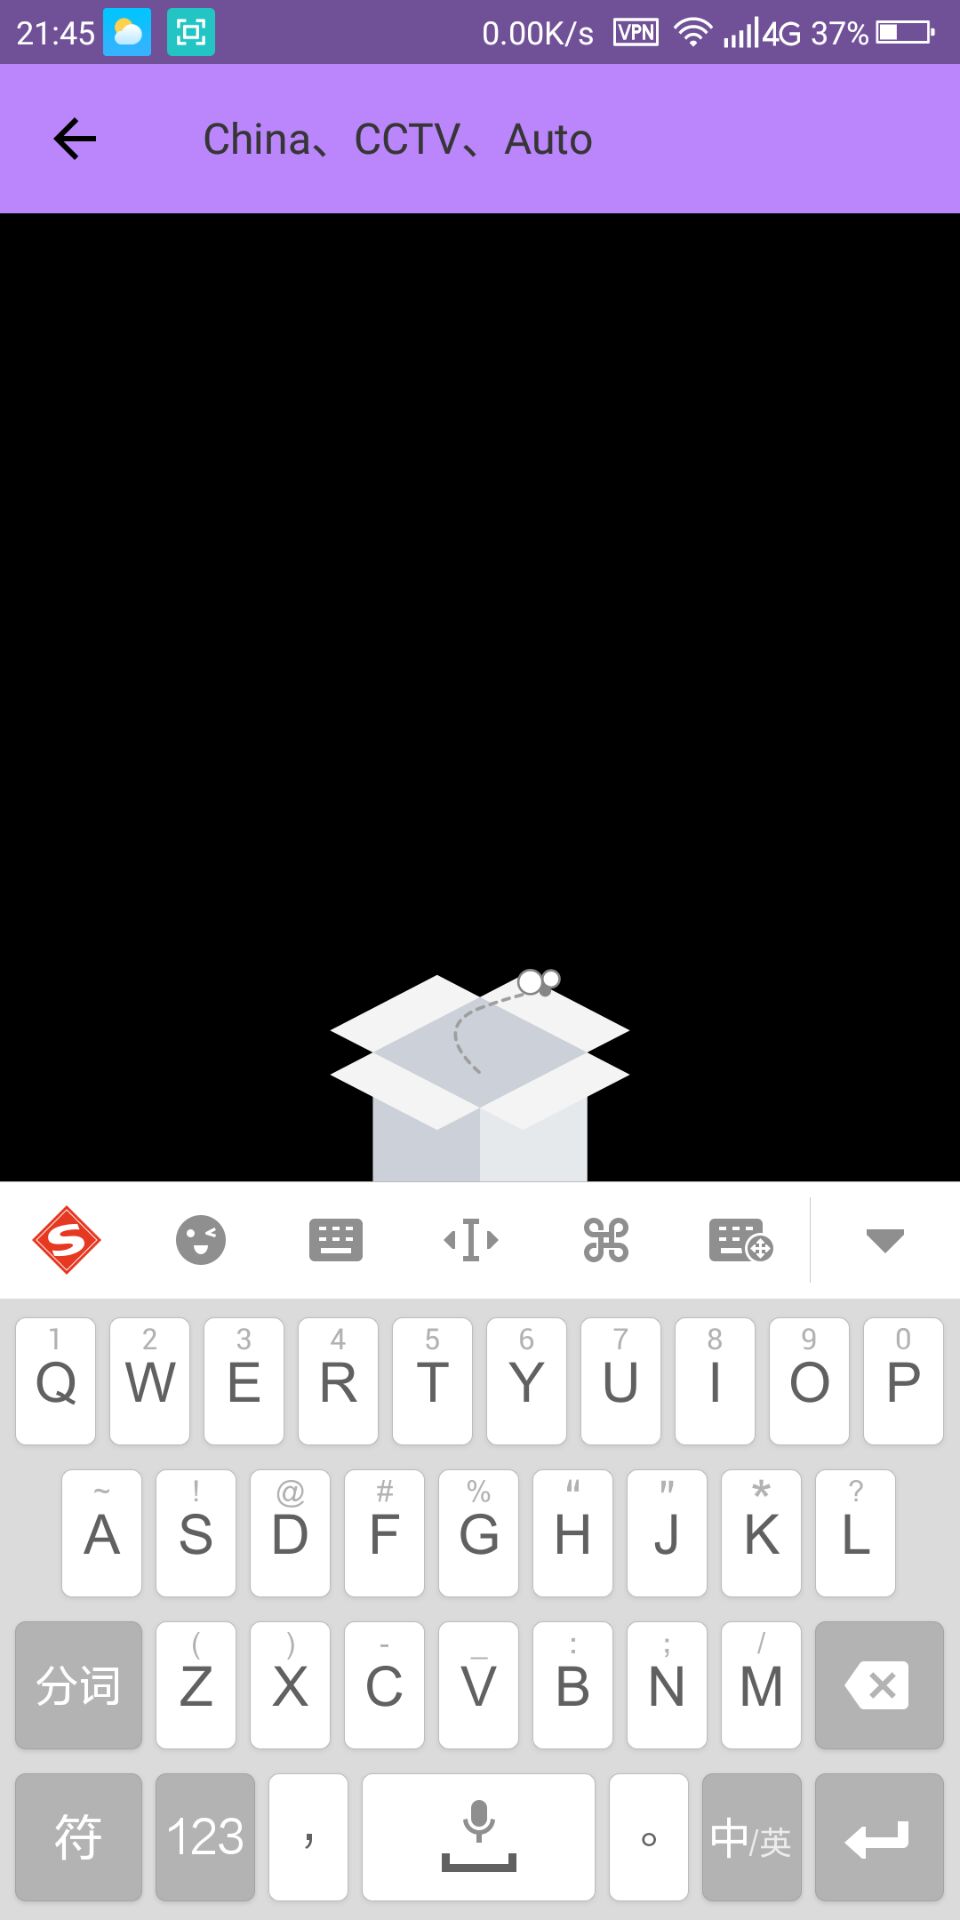 21:45 0.00K/s VPN 4G 37%
China、CCTV、Auto
1 2 3 4 5 6 7 8 9 0
Q W E R T Y U I O P
~ ! @ # % “ " * ?
A S D F G H J K L
( ) - _ : ; /
分词 Z X C V B N M
符 123 , 。 中/英